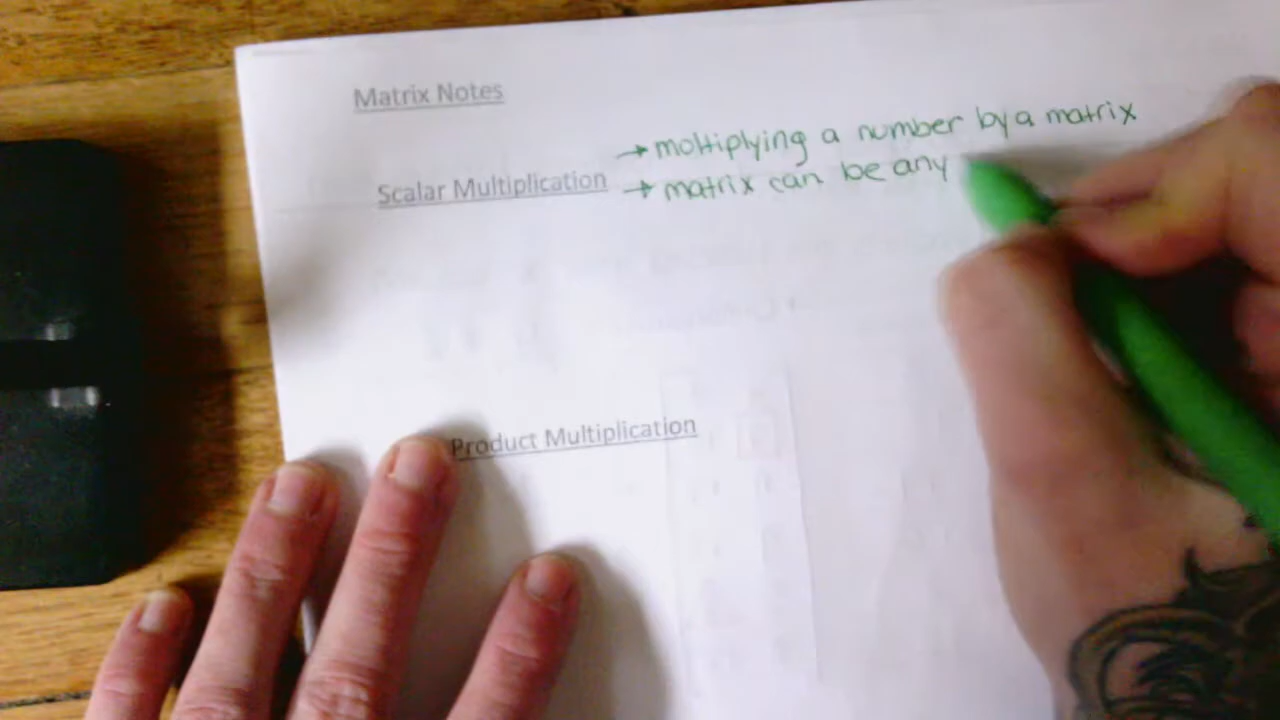 Matrix Notes
→ moltiplying a number by a matrix
Scalar Multiplication → matrix can be any
Product Multiplication